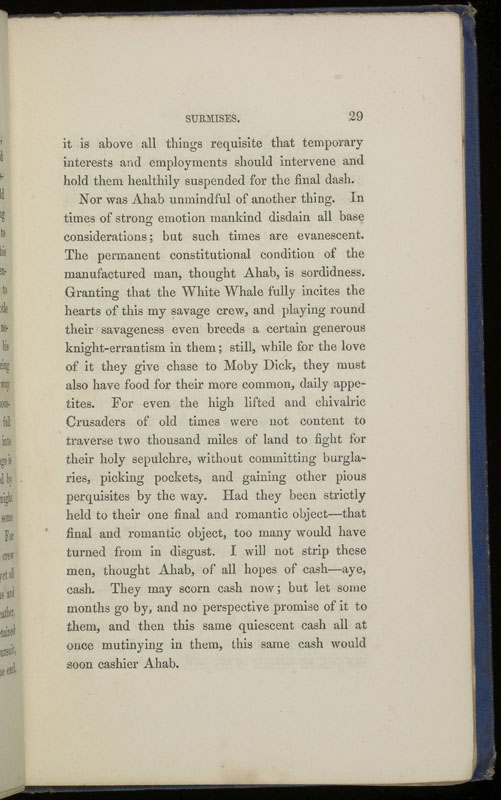 SURMISES. 29
it is above all things requisite that temporary
interests and employments should intervene and
hold them healthily suspended for the final dash.
Nor was Ahab unmindful of another thing. In
times of strong emotion mankind disdain all base
considerations; but such times are evanescent.
The permanent constitutional condition of the
manufactured man, thought Ahab, is sordidness.
Granting that the White Whale fully incites the
hearts of this my savage crew, and playing round
their savageness even breeds a certain generous
knight-errantism in them; still, while for the love
of it they give chase to Moby Dick, they must
also have food for their more common, daily appe-
tites. For even the high lifted and chivalric
Crusaders of old times were not content to
traverse two thousand miles of land to fight for
their holy sepulchre, without committing burgla-
ries, picking pockets, and gaining other pious
perquisites by the way. Had they been strictly
held to their one final and romantic object—that
final and romantic object, too many would have
turned from in disgust. I will not strip these
men, thought Ahab, of all hopes of cash—aye,
cash. They may scorn cash now; but let some
months go by, and no perspective promise of it to
them, and then this same quiescent cash all at
once mutinying in them, this same cash would
soon cashier Ahab.